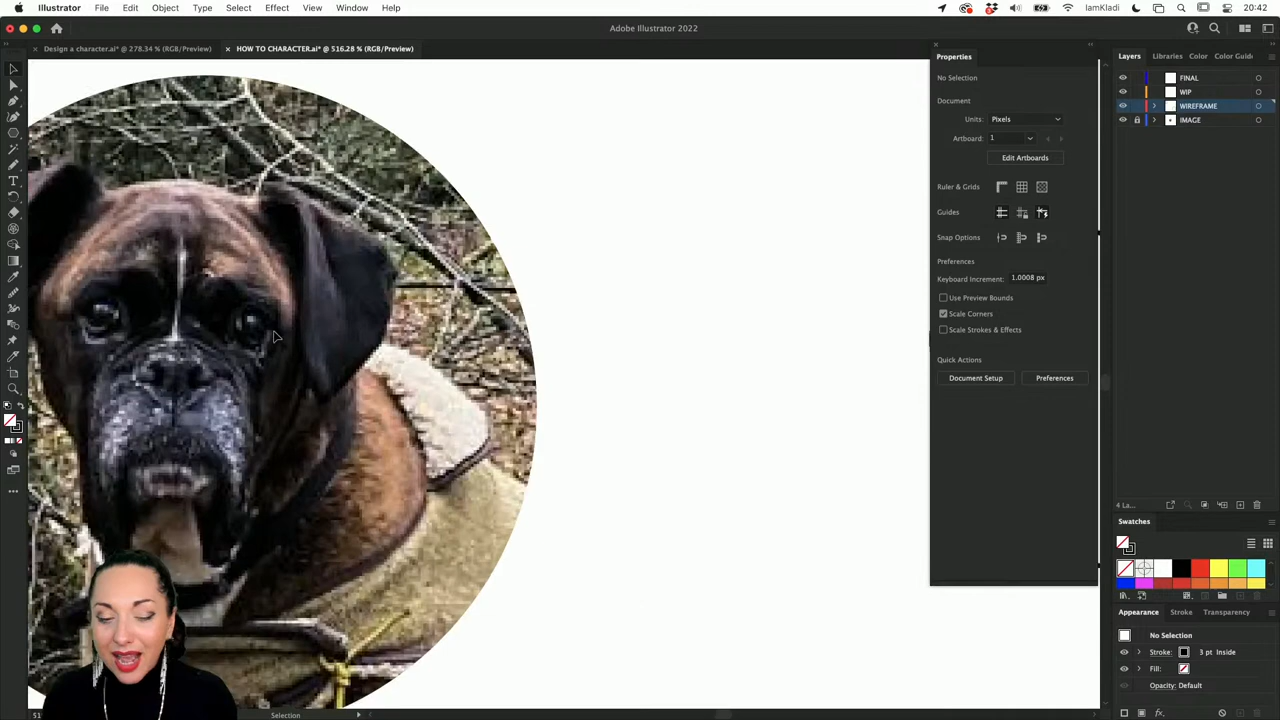 Illustrator File Edit Object Type Select Effect View Window Help IamKladi 20:42
Adobe Illustrator 2022
Design a character.ai* @ 278.34 % (RGB/Preview) HOW TO CHARACTER.ai* @ 516.28 % (RGB/Preview)
Properties
No Selection
Document
Units: Pixels
Artboard: 1
Edit Artboards
Ruler & Grids
Guides
Snap Options
Preferences
Keyboard Increment: 1.0008 px
Use Preview Bounds
Scale Corners
Scale Strokes & Effects
Quick Actions
Document Setup Preferences
Layers Libraries Color Color Guide
FINAL
WIP
WIREFRAME
IMAGE
4 La...
Swatches
Appearance Stroke Transparency
No Selection
Stroke: 3 pt Inside
Fill:
Opacity: Default
fx
51
Selection